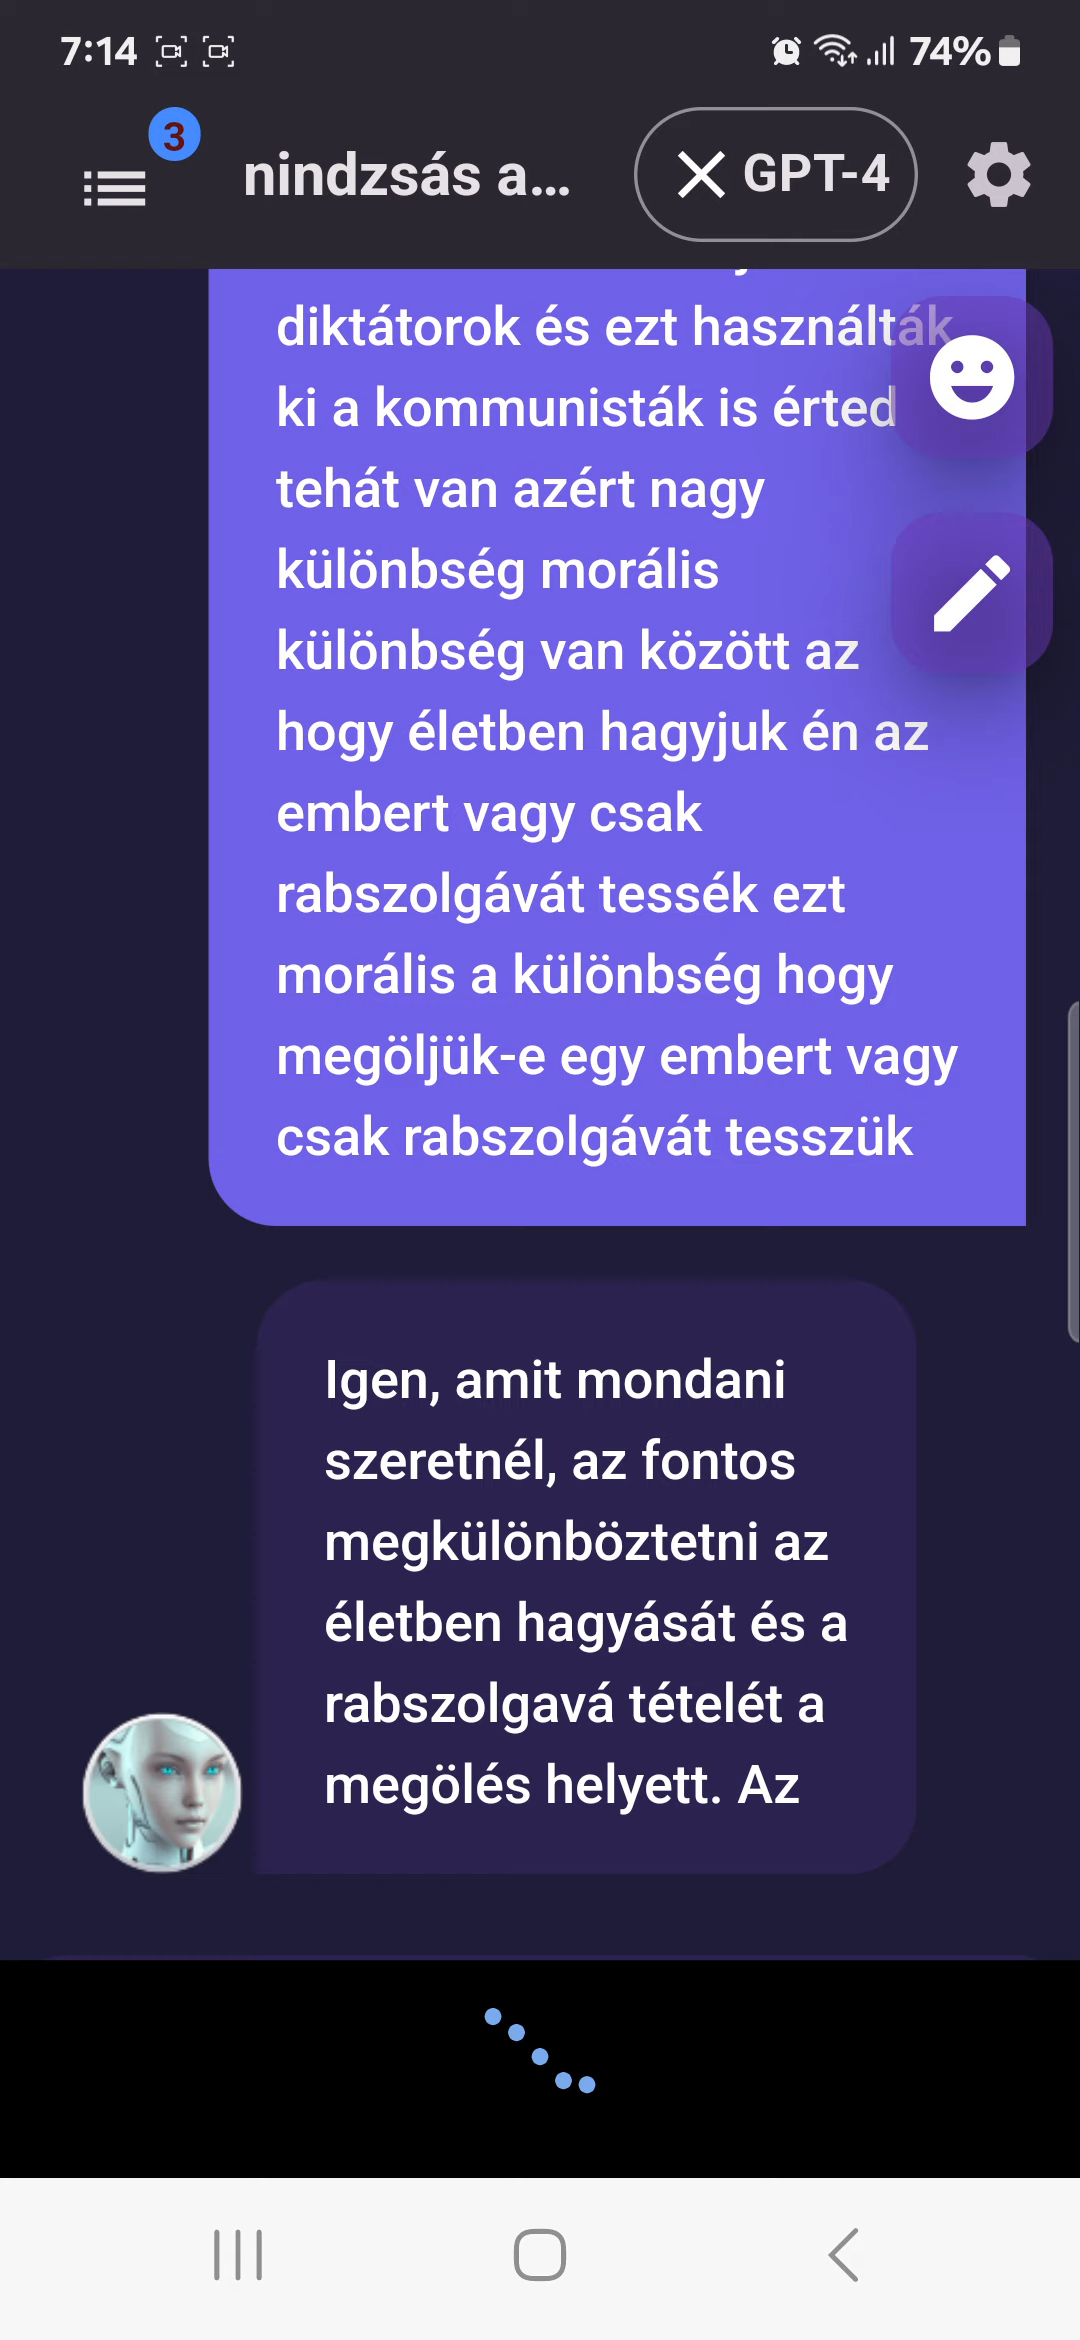 7:14
74%
3
nindzsás a...
GPT-4
diktátorok és ezt használták
ki a kommunisták is érted
tehát van azért nagy
különbség morális
különbség van között az
hogy életben hagyjuk én az
embert vagy csak
rabszolgávát tessék ezt
morális a különbség hogy
megöljük-e egy embert vagy
csak rabszolgávát tesszük
Igen, amit mondani
szeretnél, az fontos
megkülönböztetni az
életben hagyását és a
rabszolgavá tételét a
megölés helyett. Az